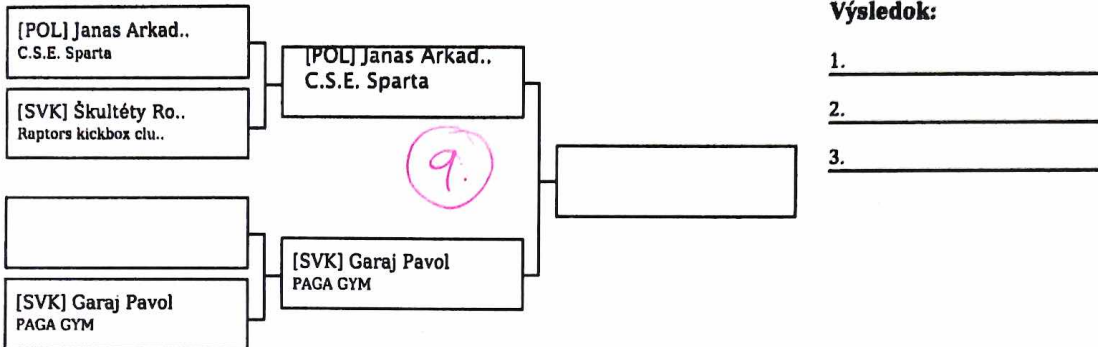 [POL] Janas Arkad..
C.S.E. Sparta
[SVK] Škultéty Ro..
Raptors kickbox clu..
[SVK] Garaj Pavol
PAGA GYM
[POL] Janas Arkad..
C.S.E. Sparta
9.
[SVK] Garaj Pavol
PAGA GYM
Výsledok:
1.
2.
3.